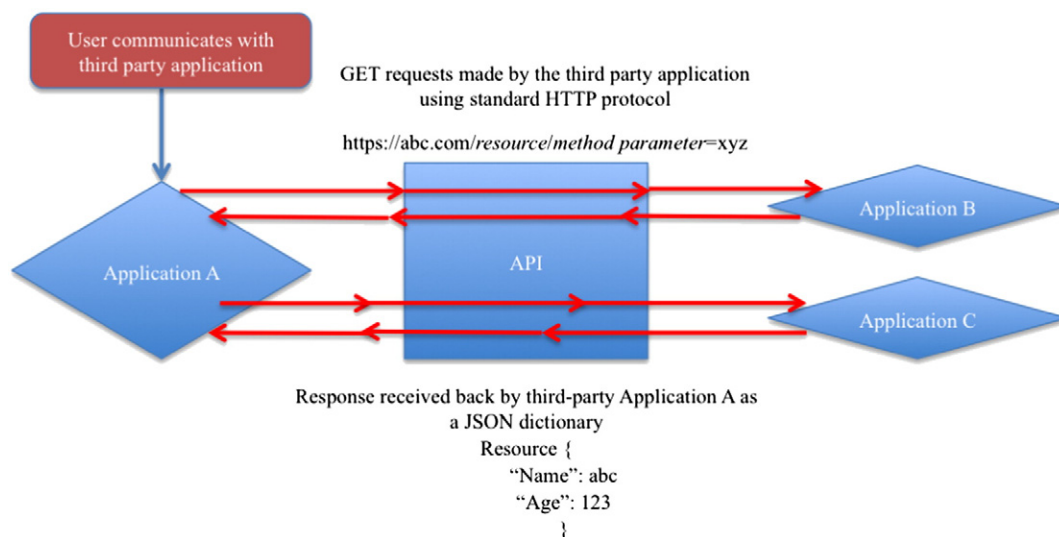 User communicates with
third party application
GET requests made by the third party application
using standard HTTP protocol
https://abc.com/resource/method parameter=xyz
Application A
API
Application B
Application C
Response received back by third-party Application A as
a JSON dictionary
Resource {
“Name”: abc
“Age”: 123
}